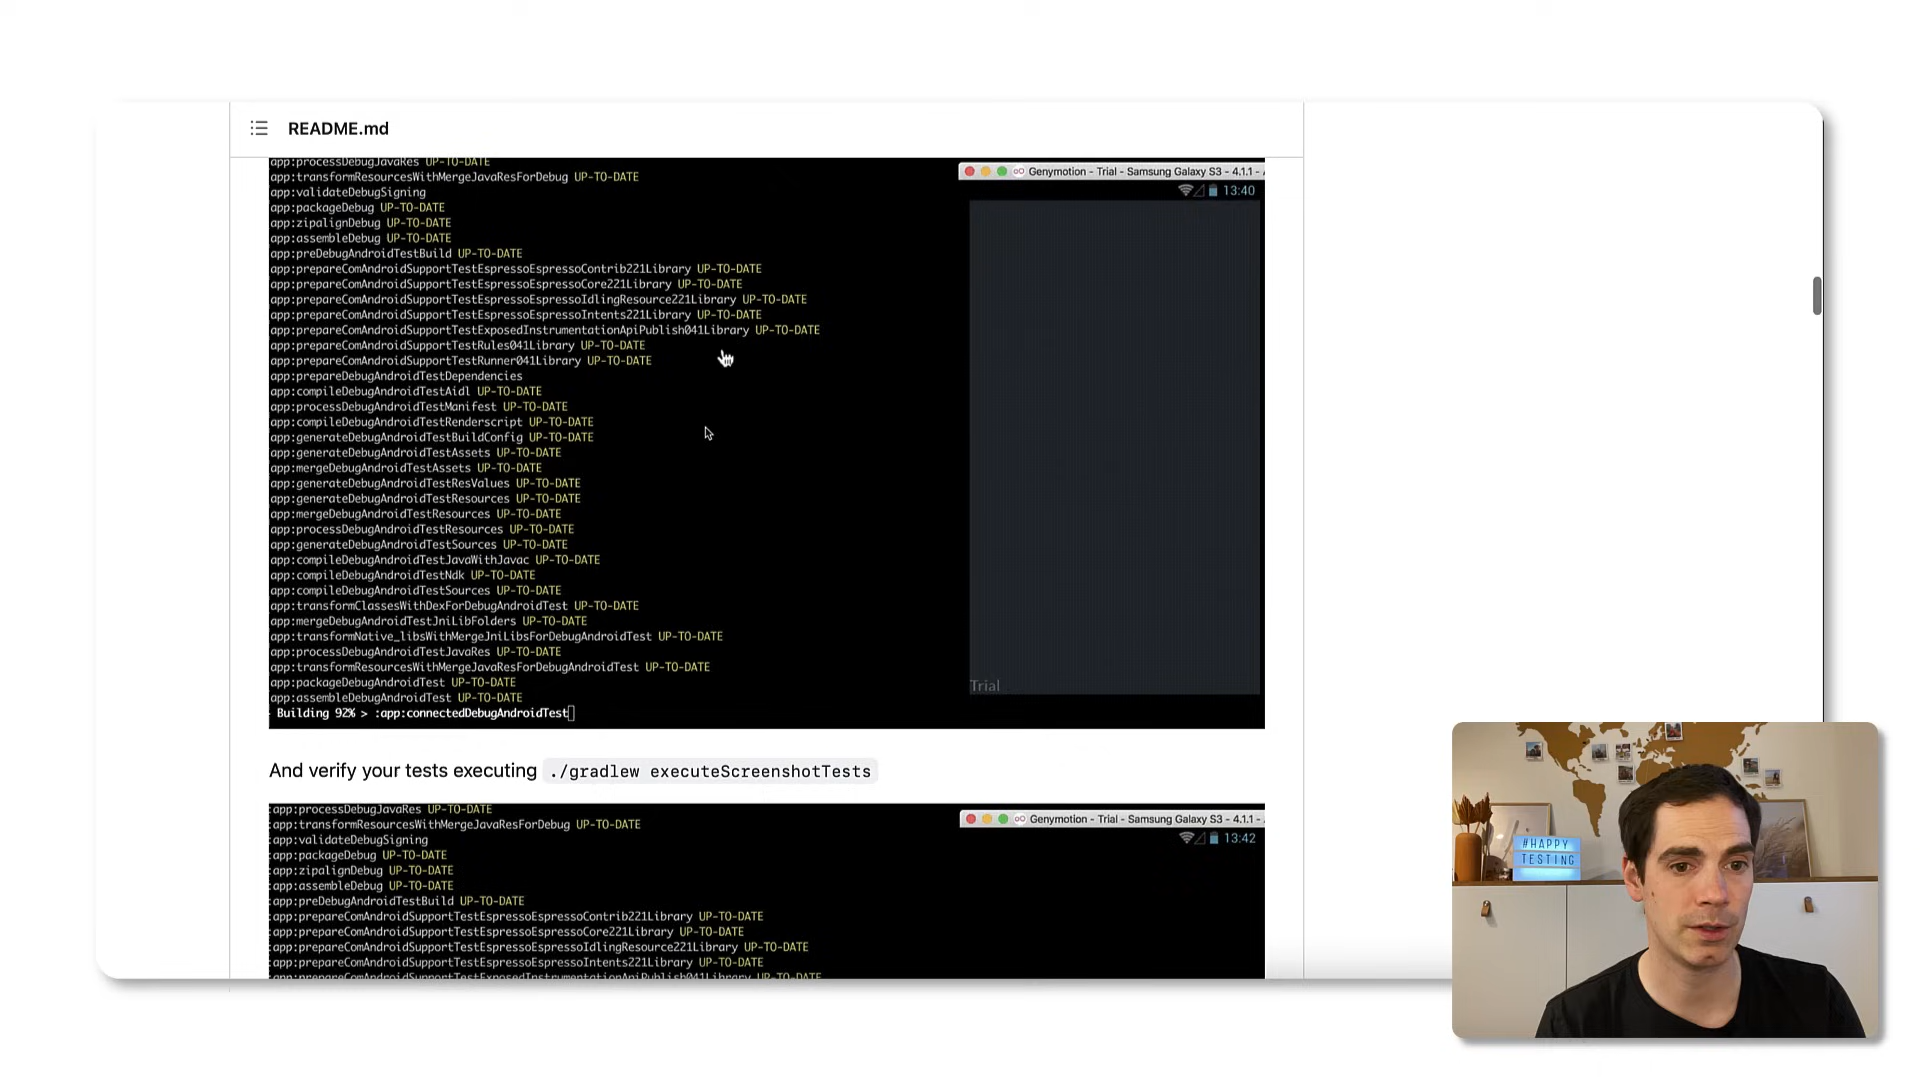 README.md
app:processDebugJavaRes UP-TO-DATE
app:transformResourcesWithMergeJavaResForDebug UP-TO-DATE
app:validateDebugSigning
app:packageDebug UP-TO-DATE
app:zipalignDebug UP-TO-DATE
app:assembleDebug UP-TO-DATE
app:preDebugAndroidTestBuild UP-TO-DATE
app:prepareComAndroidSupportTestEspressoEspressoContrib221Library UP-TO-DATE
app:prepareComAndroidSupportTestEspressoEspressoCore221Library UP-TO-DATE
app:prepareComAndroidSupportTestEspressoEspressoIdlingResource221Library UP-TO-DATE
app:prepareComAndroidSupportTestEspressoEspressoIntents221Library UP-TO-DATE
app:prepareComAndroidSupportTestExposedInstrumentationApiPublish041Library UP-TO-DATE
app:prepareComAndroidSupportTestRules041Library UP-TO-DATE
app:prepareComAndroidSupportTestRunner041Library UP-TO-DATE
app:prepareDebugAndroidTestDependencies
app:compileDebugAndroidTestAidl UP-TO-DATE
app:processDebugAndroidTestManifest UP-TO-DATE
app:compileDebugAndroidTestRenderscript UP-TO-DATE
app:generateDebugAndroidTestBuildConfig UP-TO-DATE
app:generateDebugAndroidTestAssets UP-TO-DATE
app:mergeDebugAndroidTestAssets UP-TO-DATE
app:generateDebugAndroidTestResValues UP-TO-DATE
app:generateDebugAndroidTestResources UP-TO-DATE
app:mergeDebugAndroidTestResources UP-TO-DATE
app:processDebugAndroidTestResources UP-TO-DATE
app:generateDebugAndroidTestSources UP-TO-DATE
app:compileDebugAndroidTestJavaWithJavac UP-TO-DATE
app:compileDebugAndroidTestNdk UP-TO-DATE
app:compileDebugAndroidTestSources UP-TO-DATE
app:transformClassesWithDexForDebugAndroidTest UP-TO-DATE
app:mergeDebugAndroidTestJniLibFolders UP-TO-DATE
app:transformNative_libsWithMergeJniLibsForDebugAndroidTest UP-TO-DATE
app:processDebugAndroidTestJavaRes UP-TO-DATE
app:transformResourcesWithMergeJavaResForDebugAndroidTest UP-TO-DATE
app:packageDebugAndroidTest UP-TO-DATE
app:assembleDebugAndroidTest UP-TO-DATE
Building 92% > :app:connectedDebugAndroidTest
Genymotion - Trial - Samsung Galaxy S3 - 4.1.1 -
13:40
Trial
And verify your tests executing ./gradlew executeScreenshotTests
:app:processDebugJavaRes UP-TO-DATE
:app:transformResourcesWithMergeJavaResForDebug UP-TO-DATE
:app:validateDebugSigning
:app:packageDebug UP-TO-DATE
:app:zipalignDebug UP-TO-DATE
:app:assembleDebug UP-TO-DATE
:app:preDebugAndroidTestBuild UP-TO-DATE
:app:prepareComAndroidSupportTestEspressoEspressoContrib221Library UP-TO-DATE
:app:prepareComAndroidSupportTestEspressoEspressoCore221Library UP-TO-DATE
:app:prepareComAndroidSupportTestEspressoEspressoIdlingResource221Library UP-TO-DATE
:app:prepareComAndroidSupportTestEspressoEspressoIntents221Library UP-TO-DATE
:app:prepareComAndroidSupportTestExposedInstrumentationApiPublish041Library UP-TO-DATE
Genymotion - Trial - Samsung Galaxy S3 - 4.1.1 -
13:42
#HAPPY
TESTING